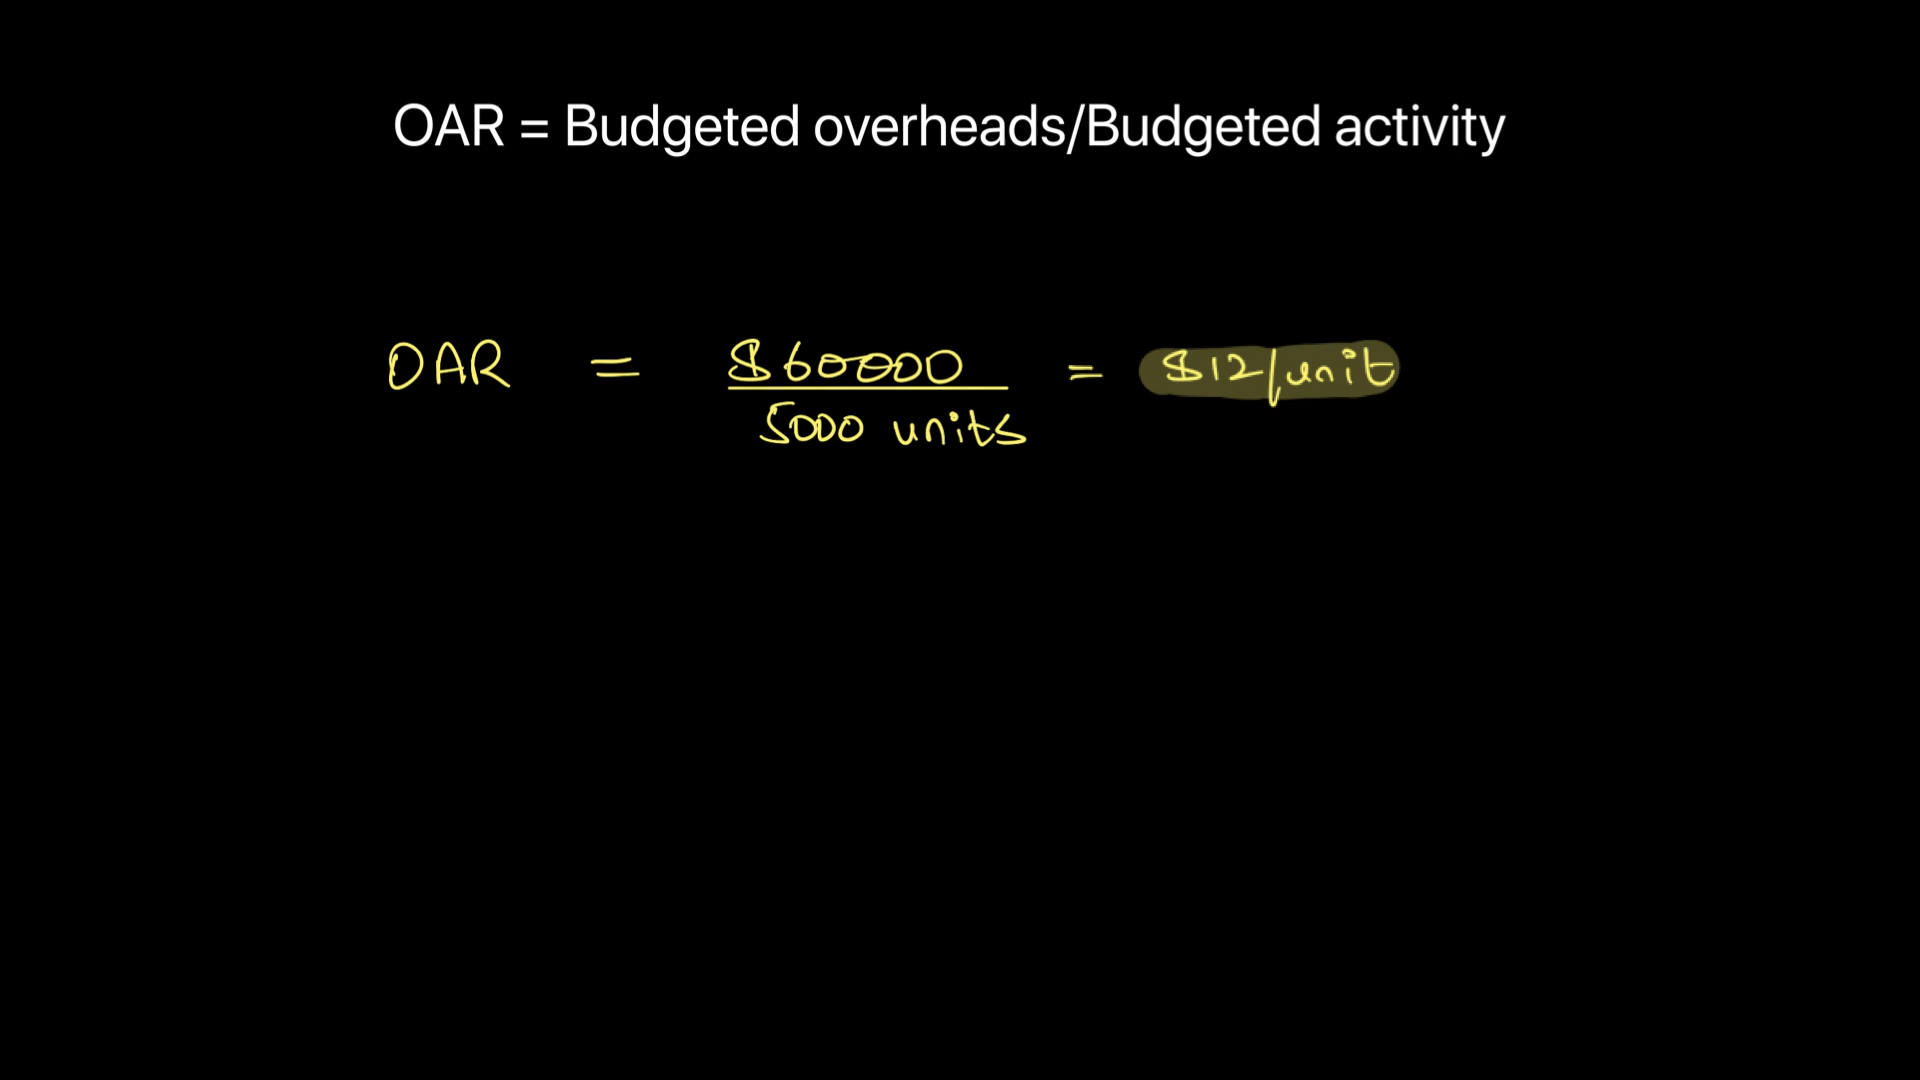 OAR = Budgeted overheads/Budgeted activity
OAR = $60000 = $12/unit
5000 units